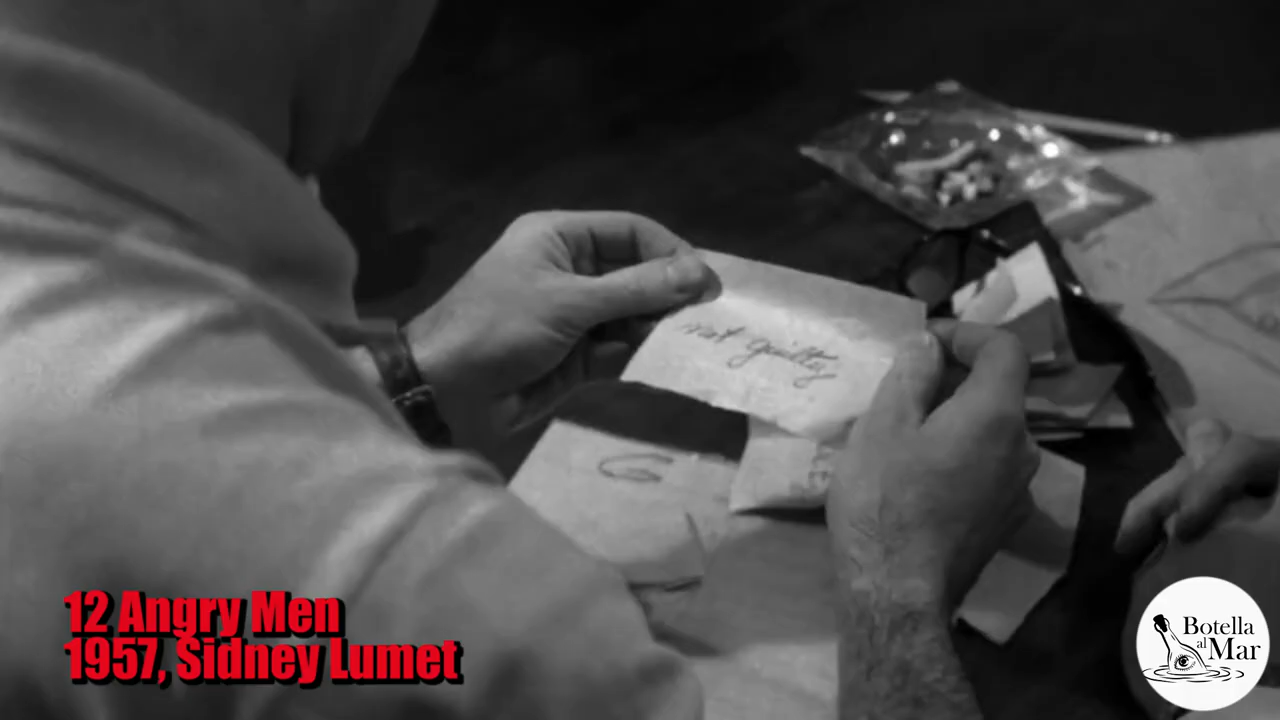 not guilty
G
12 Angry Men
1957, Sidney Lumet
Botella
al Mar